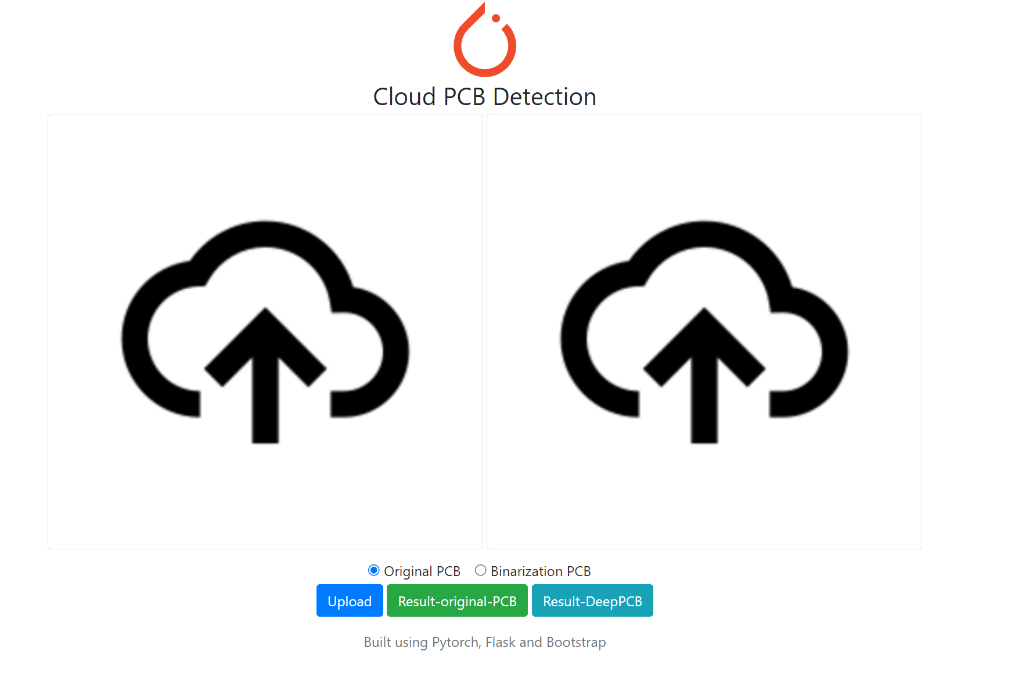 Cloud PCB Detection
Original PCB Binarization PCB
Upload Result-original-PCB Result-DeepPCB
Built using Pytorch, Flask and Bootstrap